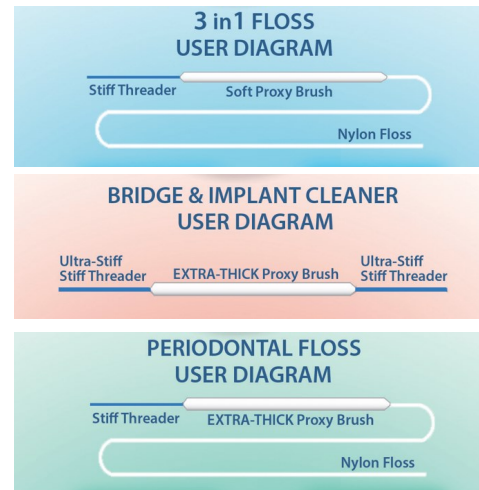 3 in1 FLOSS
USER DIAGRAM
Stiff Threader
Soft Proxy Brush
Nylon Floss
BRIDGE & IMPLANT CLEANER
USER DIAGRAM
Ultra-Stiff
Stiff Threader
EXTRA-THICK Proxy Brush
Ultra-Stiff
Stiff Threader
PERIODONTAL FLOSS
USER DIAGRAM
Stiff Threader
EXTRA-THICK Proxy Brush
Nylon Floss